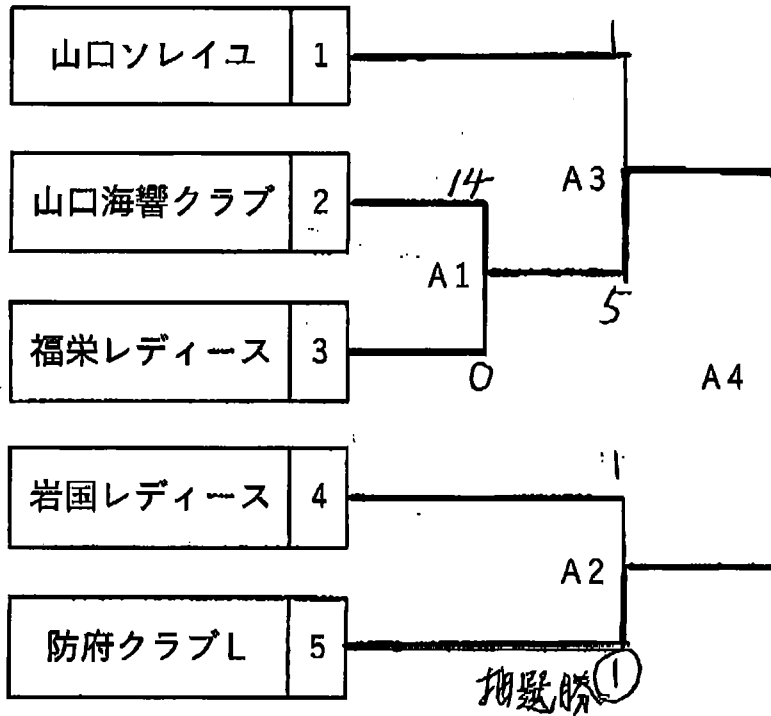 山口ソレイユ 1
1
山口海響クラブ 2
14
A3
A1
5
福栄レディース 3
0
A4
岩国レディース 4
1
A2
防府クラブL 5
抽選勝 ①